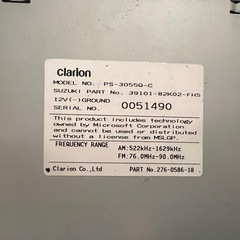 clarion
MODEL NO. PS-3055G-C
SUZUKI PART No. 39101-82K02-FHS
12V(-)GROUND
SERIAL NO. 0051490
This product includes technology
owned by Microsoft Corporation
and cannot be used or distributed
without a license from MSLGP.
FREQUENCY RANGE AM:522kHz-1629kHz
FM:76.0MHz-90.0MHz
Clarion Co.,Ltd PART No.276-0586-18